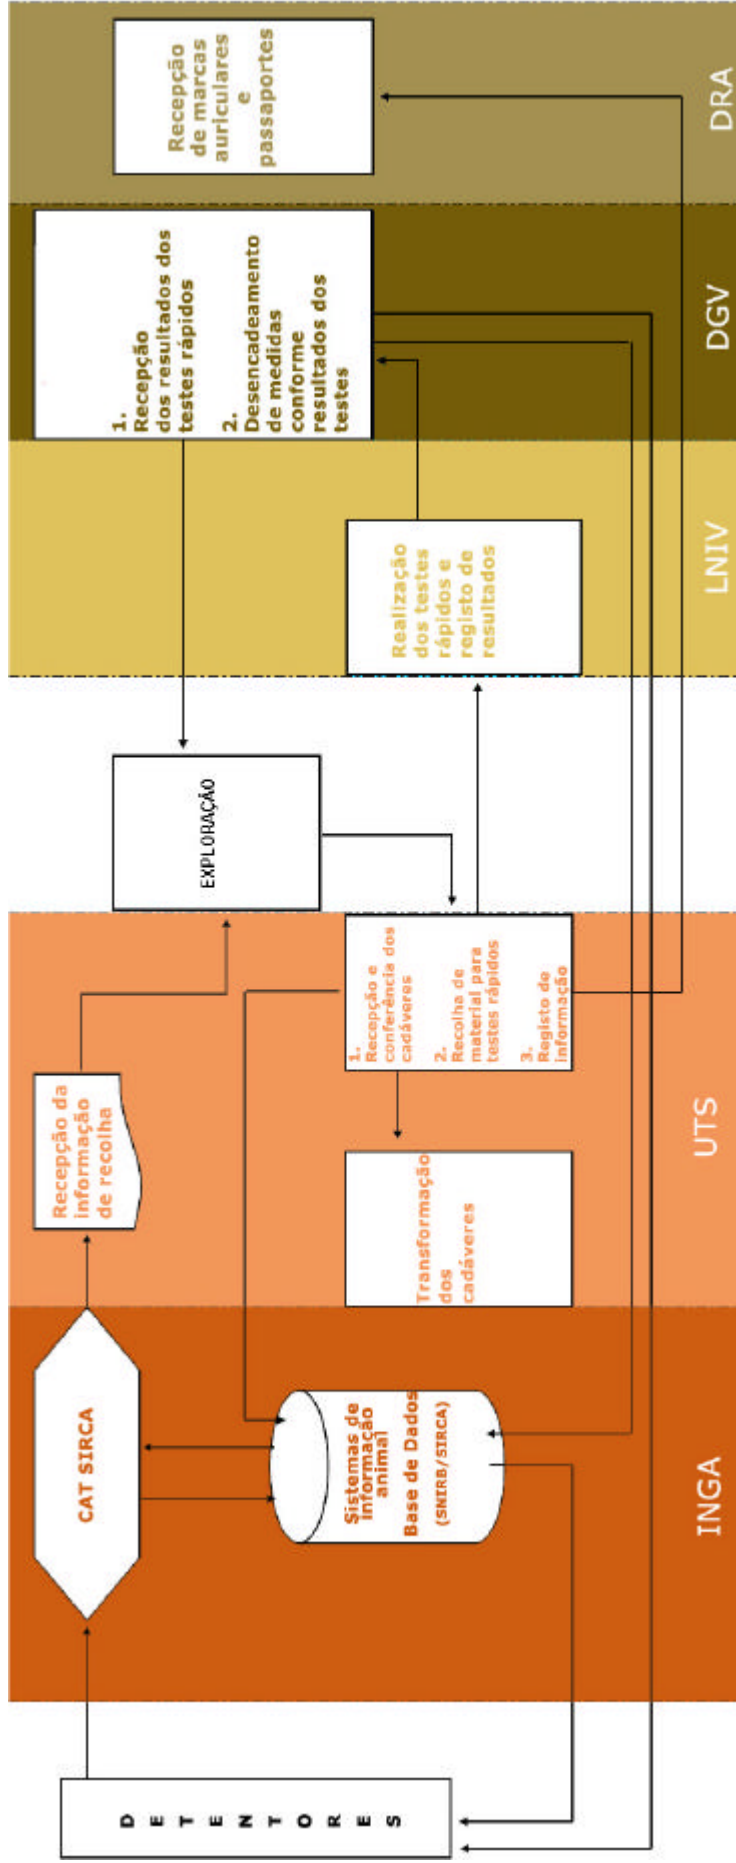 D E T E N T O R E S
CAT SIRCA
Sistemas de
informação
animal
Base de Dados
(SNIRB/SIRCA)
INGA
Recepção da
informação
de recolha
Transformação
dos
cadáveres
1.
Recepção e
conferência dos
cadáveres
2.
Recolha de
material para
testes rápidos
3.
Registo de
informação
UTS
EXPLORAÇÃO
Realização
dos testes
rápidos e
registo de
resultados
LNIV
1.
Recepção
dos resultados dos
testes rápidos
2.
Desencadeamento
de medidas
conforme
resultados dos
testes
DGV
Recepção
de marcas
auriculares
e
passaportes
DRA